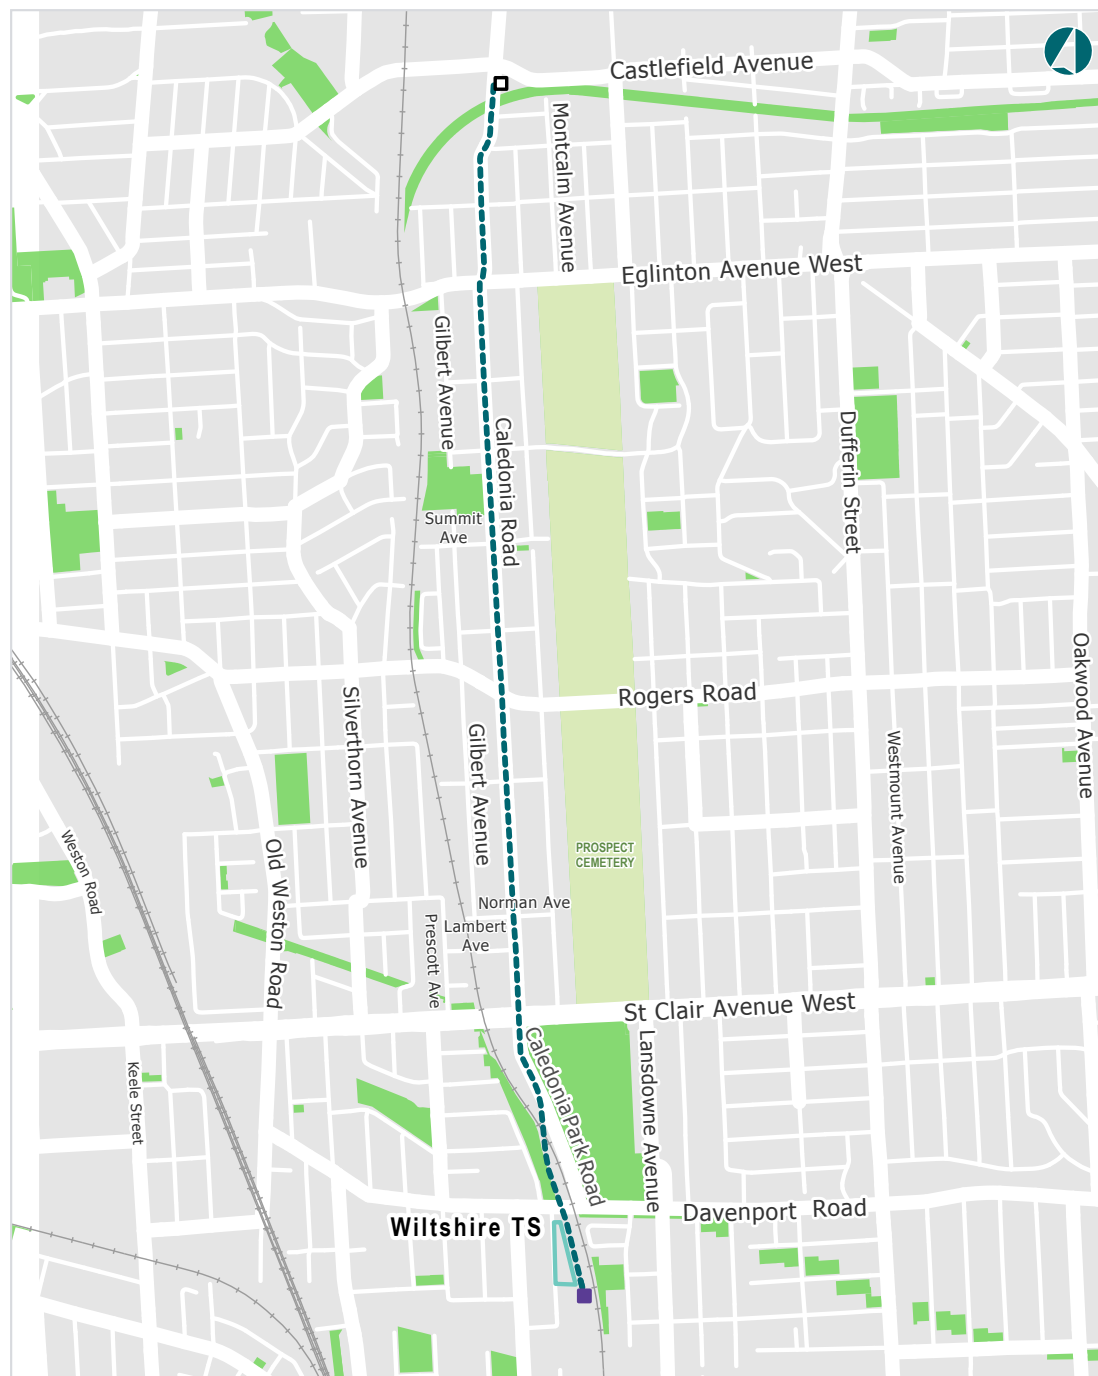 Castlefield Avenue
Montcalm Avenue
Eglinton Avenue West
Gilbert Avenue
Caledonia Road
Dufferin Street
Summit
Ave
Oakwood Avenue
Rogers Road
Silverthorn Avenue
Gilbert Avenue
Westmount Avenue
Weston Road
Old Weston Road
PROSPECT
CEMETERY
Norman Ave
Prescott Ave
Lambert
Ave
St Clair Avenue West
Caledonia Park Road
Lansdowne Avenue
Keele Street
Davenport Road
Wiltshire TS